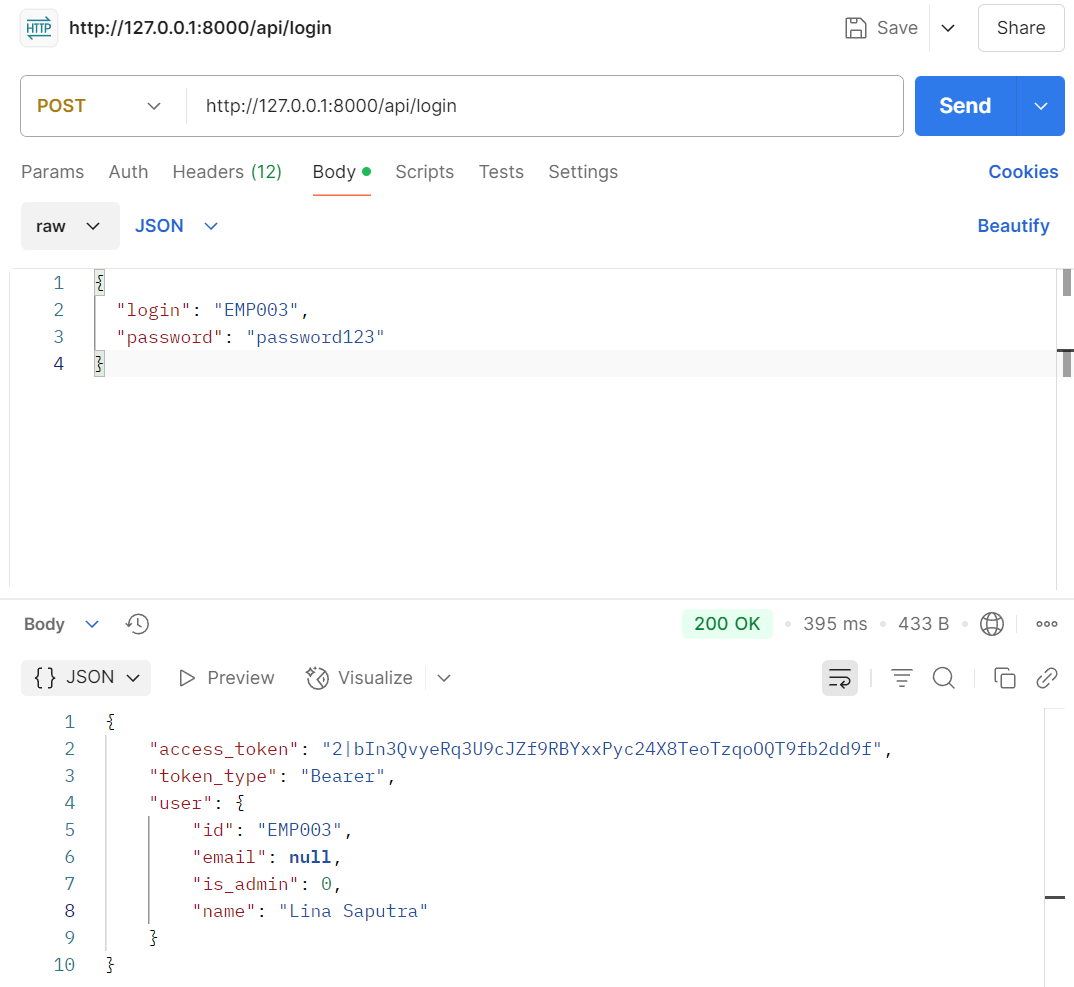 HTTP http://127.0.0.1:8000/api/login Save Share
POST http://127.0.0.1:8000/api/login Send
Params Auth Headers (12) Body Scripts Tests Settings Cookies
raw JSON Beautify
1 {
2 "login": "EMP003",
3 "password": "password123"
4 }
Body 200 OK 395 ms 433 B
{} JSON Preview Visualize
1 {
2 "access_token": "2|bIn3QvyeRq3U9cJZf9RBYxxPyc24X8TeoTzqoOQT9fb2dd9f",
3 "token_type": "Bearer",
4 "user": {
5 "id": "EMP003",
6 "email": null,
7 "is_admin": 0,
8 "name": "Lina Saputra"
9 }
10 }